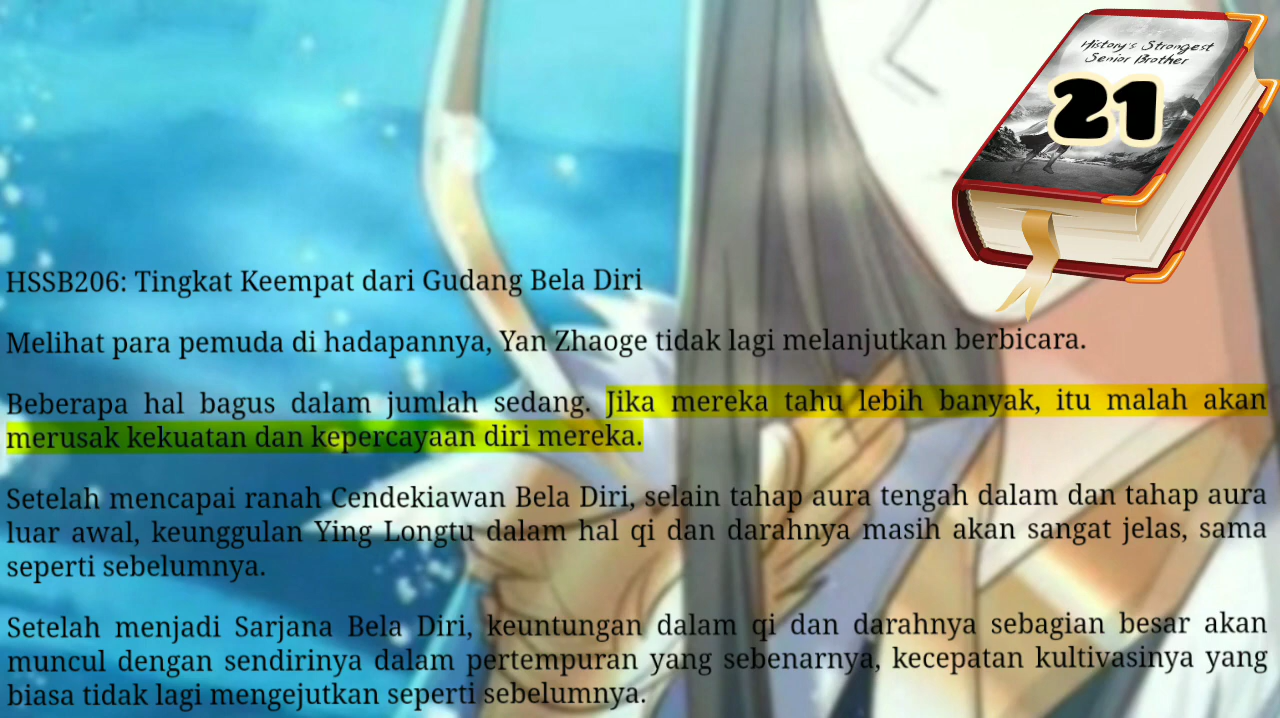 History's Strongest
Senior Brother
21
HSSB206: Tingkat Keempat dari Gudang Bela Diri
Melihat para pemuda di hadapannya, Yan Zhaoge tidak lagi melanjutkan berbicara.
Beberapa hal bagus dalam jumlah sedang. Jika mereka tahu lebih banyak, itu malah akan
merusak kekuatan dan kepercayaan diri mereka.
Setelah mencapai ranah Cendekiawan Bela Diri, selain tahap aura tengah dalam dan tahap aura
luar awal, keunggulan Ying Longtu dalam hal qi dan darahnya masih akan sangat jelas, sama
seperti sebelumnya.
Setelah menjadi Sarjana Bela Diri, keuntungan dalam qi dan darahnya sebagian besar akan
muncul dengan sendirinya dalam pertempuran yang sebenarnya, kecepatan kultivasinya yang
biasa tidak lagi mengejutkan seperti sebelumnya.